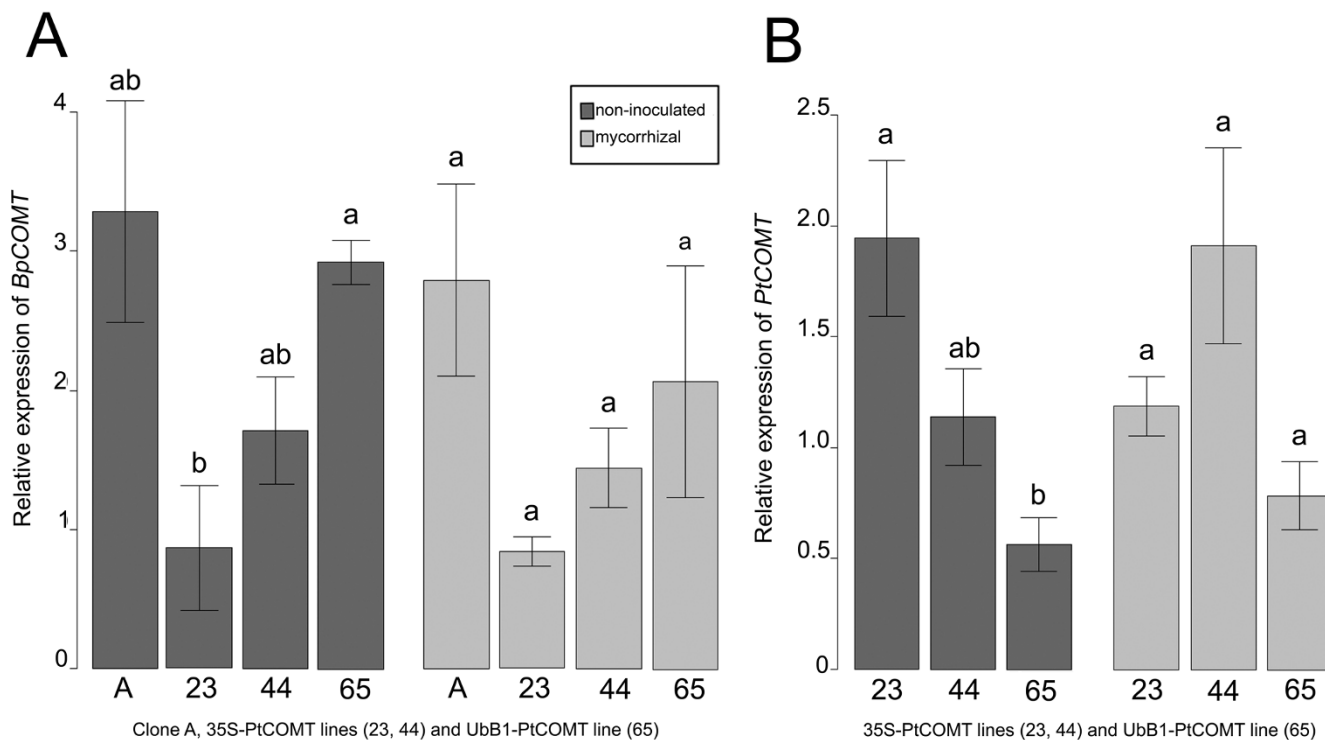 A
B
ab
b
ab
a
a
a
a
a
non-inoculated
mycorrhizal
Relative expression of BpCOMT
4
3
2
1
0
A 23 44 65 A 23 44 65
Clone A, 35S-PtCOMT lines (23, 44) and UbB1-PtCOMT line (65)
a
ab
b
a
a
a
Relative expression of PtCOMT
2.5
2.0
1.5
1.0
0.5
0
23 44 65 23 44 65
35S-PtCOMT lines (23, 44) and UbB1-PtCOMT line (65)